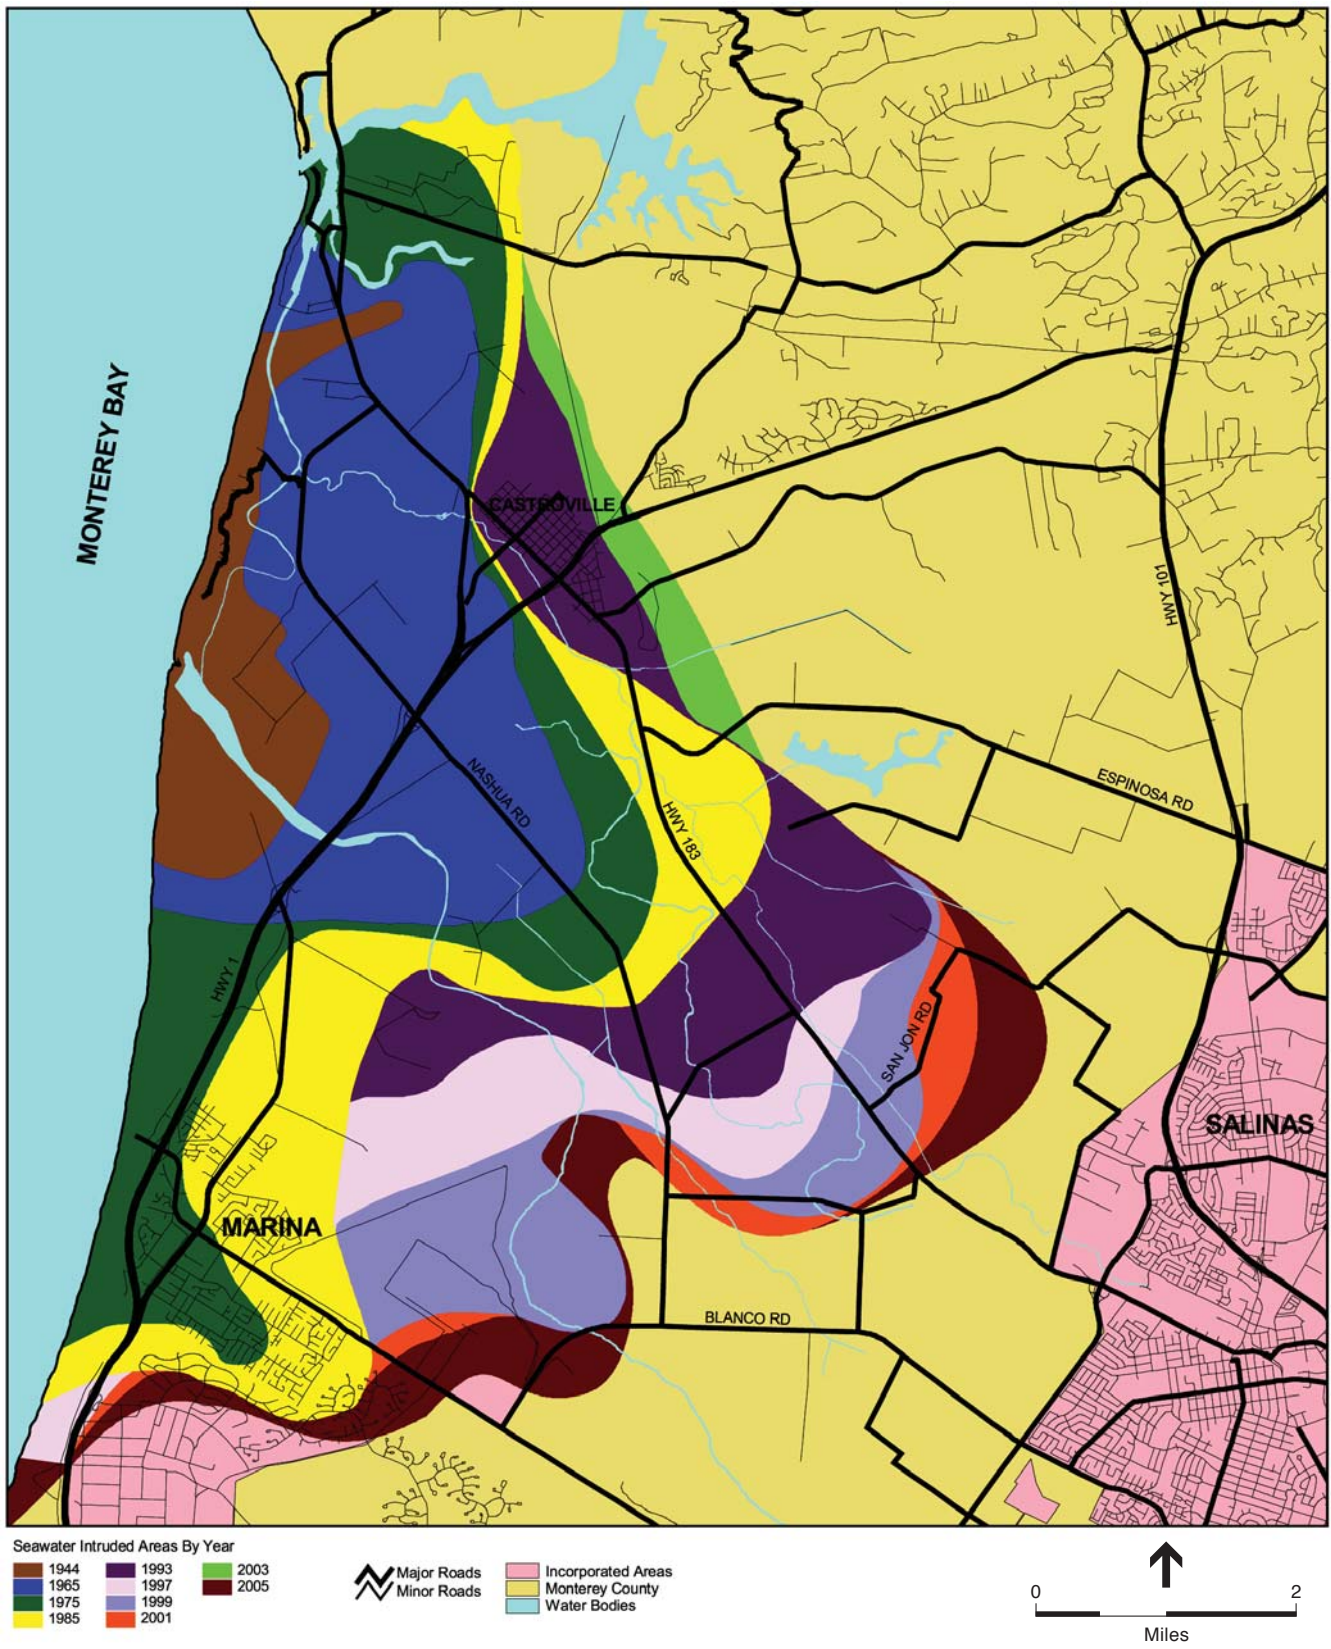 MONTEREY BAY
CASTROVILLE
HWY 101
NASHUA RD
ESPINOSA RD
HWY 183
HWY 1
SAN JON RD
SALINAS
MARINA
BLANCO RD
Seawater Intruded Areas By Year
1944
1965
1975
1985
1993
1997
1999
2001
2003
2005
Major Roads
Minor Roads
Incorporated Areas
Monterey County
Water Bodies
0 2
Miles